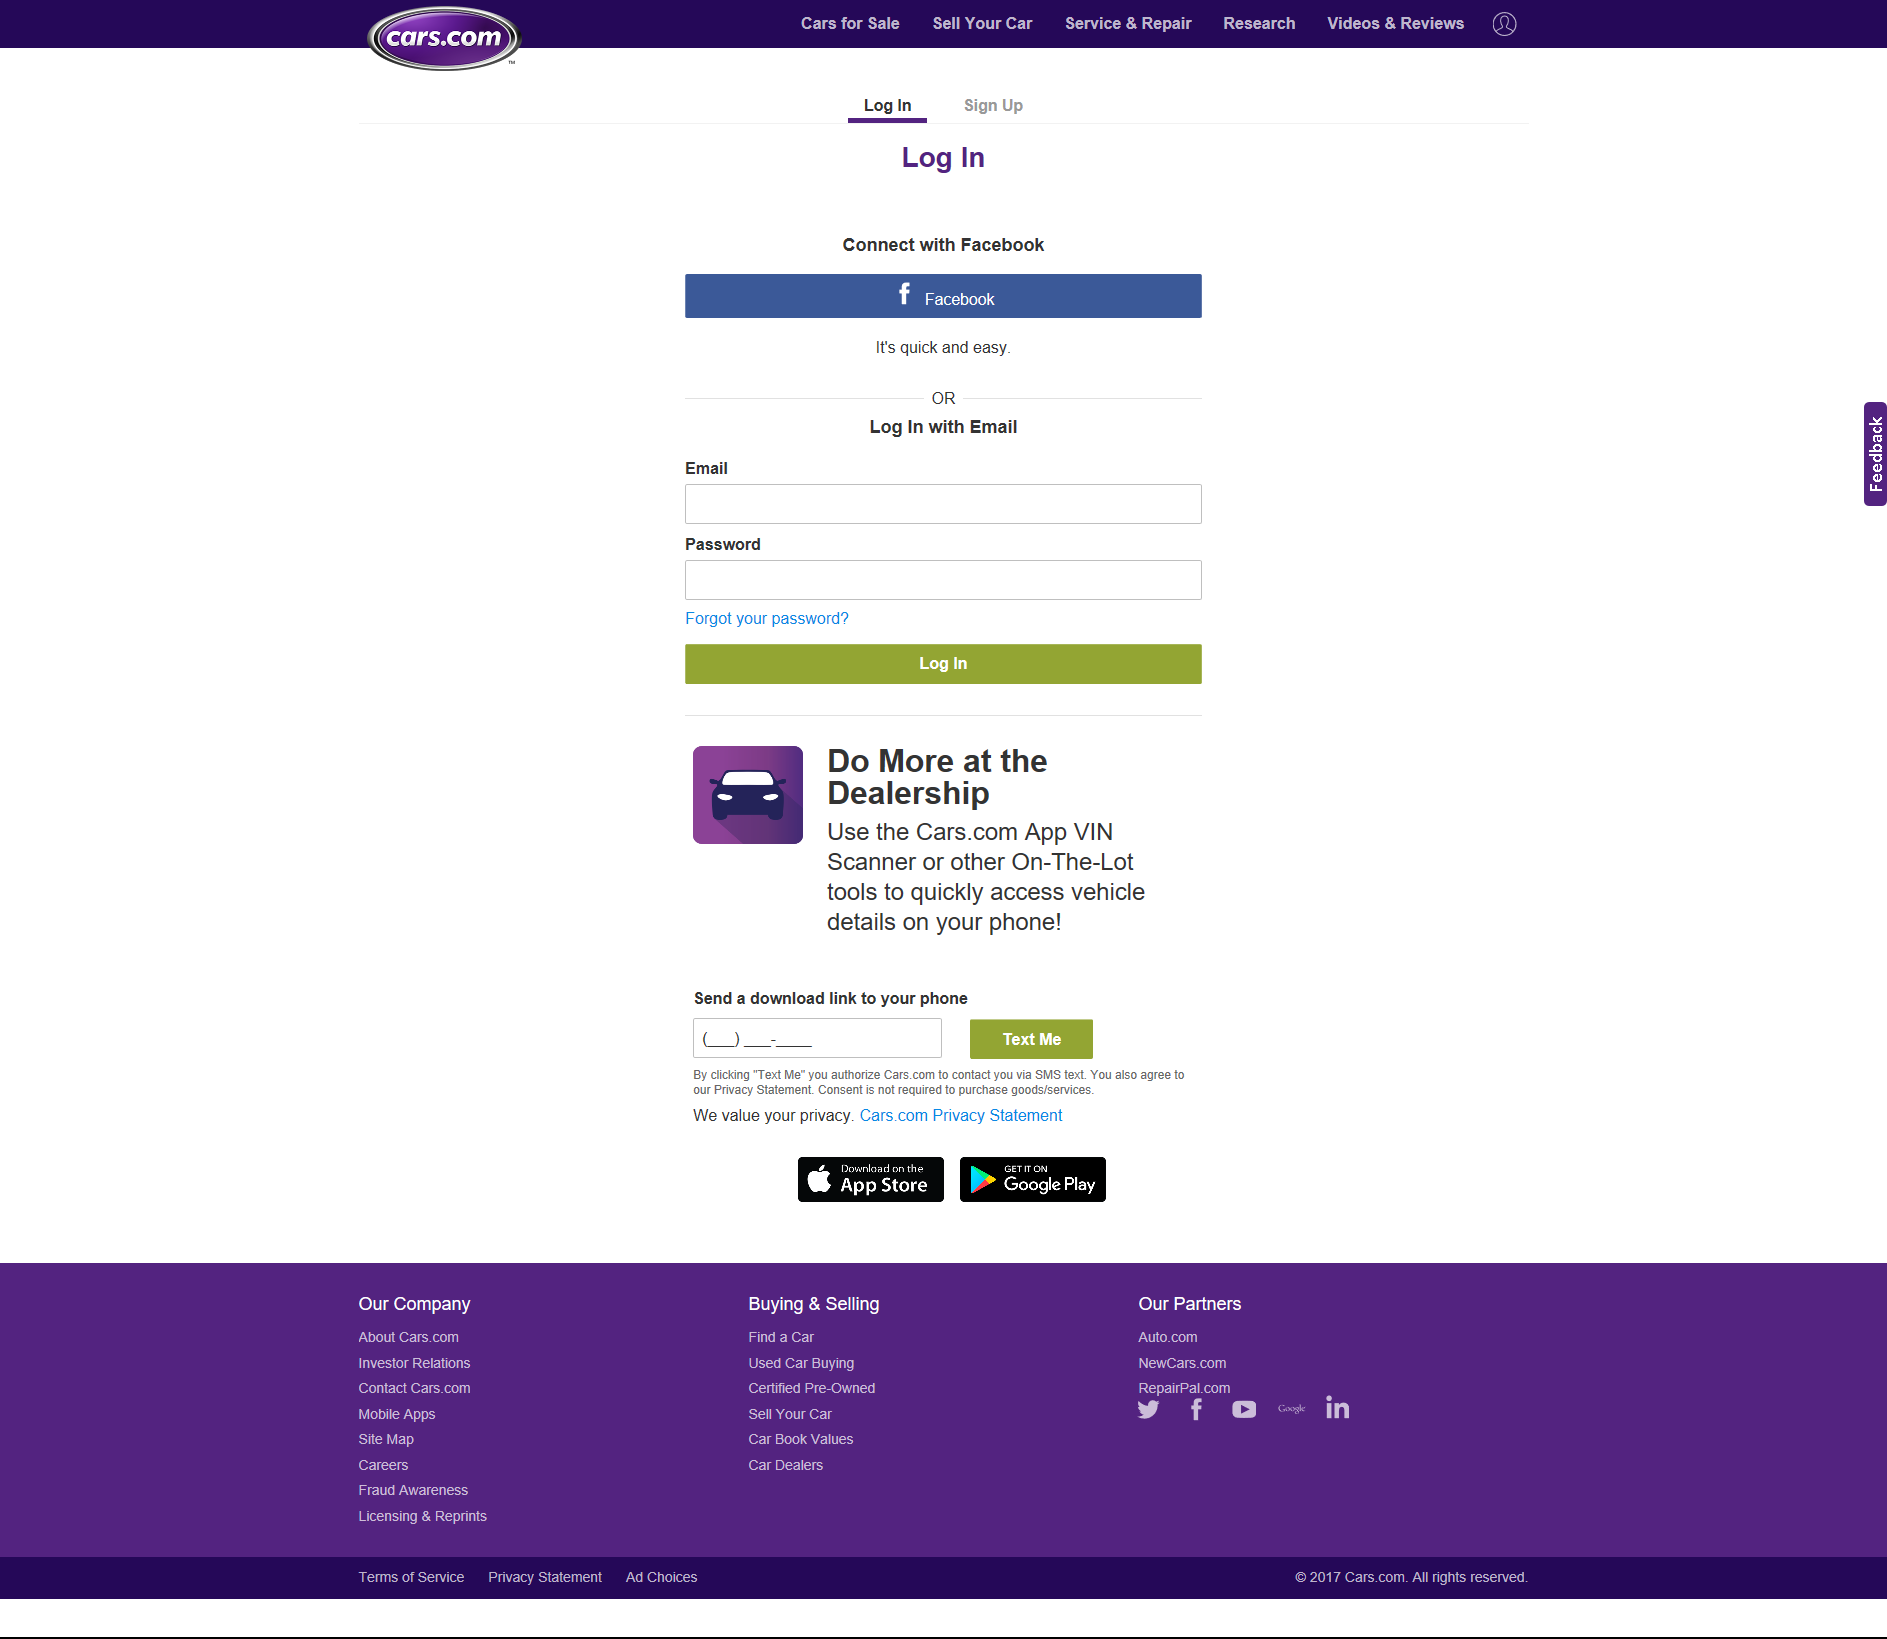 cars.com
TM
Cars for Sale
Sell Your Car
Service & Repair
Research
Videos & Reviews
Log In
Sign Up
Log In
Connect with Facebook
f Facebook
It's quick and easy.
OR
Log In with Email
Email
Password
Forgot your password?
Log In
Feedback
Do More at the
Dealership
Use the Cars.com App VIN
Scanner or other On-The-Lot
tools to quickly access vehicle
details on your phone!
Send a download link to your phone
(___) ___-____
Text Me
By clicking "Text Me" you authorize Cars.com to contact you via SMS text. You also agree to
our Privacy Statement. Consent is not required to purchase goods/services.
We value your privacy. Cars.com Privacy Statement
Download on the
App Store
GET IT ON
Google Play
Our Company
About Cars.com
Investor Relations
Contact Cars.com
Mobile Apps
Site Map
Careers
Fraud Awareness
Licensing & Reprints
Buying & Selling
Find a Car
Used Car Buying
Certified Pre-Owned
Sell Your Car
Car Book Values
Car Dealers
Our Partners
Auto.com
NewCars.com
RepairPal.com
f
Google
in
Terms of Service
Privacy Statement
Ad Choices
© 2017 Cars.com. All rights reserved.